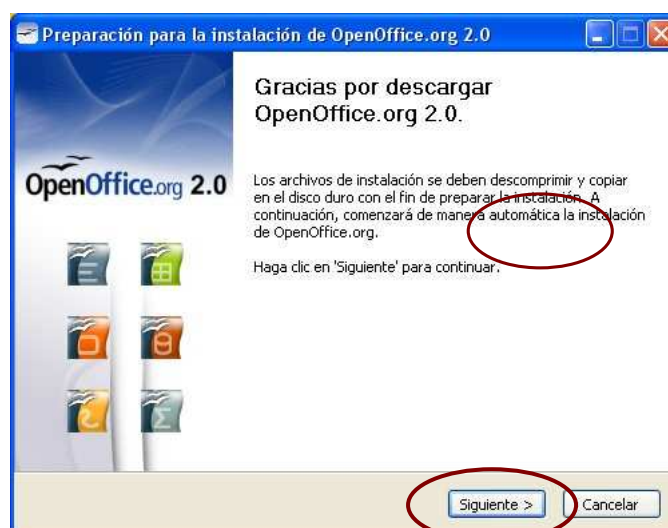 Preparación para la instalación de OpenOffice.org 2.0
Gracias por descargar
OpenOffice.org 2.0.
OpenOffice.org 2.0
Los archivos de instalación se deben descomprimir y copiar
en el disco duro con el fin de preparar la instalación. A
continuación, comenzará de manera automática la instalación
de OpenOffice.org.
Haga clic en 'Siguiente' para continuar.
Siguiente >
Cancelar